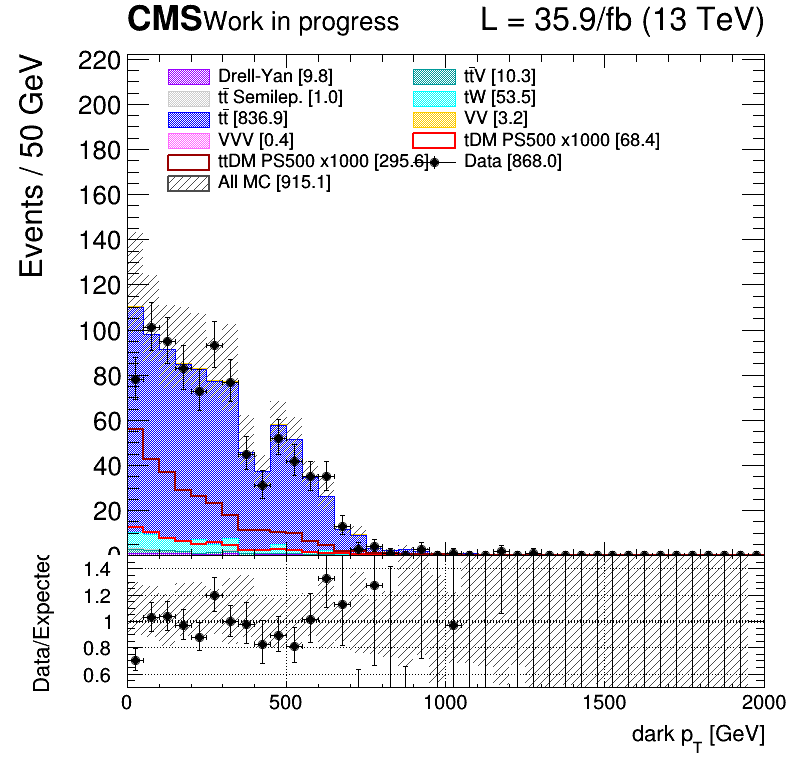 CMS Work in progress L = 35.9/fb (13 TeV)
Events / 50 GeV
220
200
180
160
140
120
100
80
60
40
20
0
Drell-Yan [9.8] tt̄V [10.3]
tt̄ Semilep. [1.0] tW [53.5]
tt̄ [836.9] VV [3.2]
VVV [0.4] tDM PS500 x1000 [68.4]
ttDM PS500 x1000 [295.6] Data [868.0]
All MC [915.1]
Data/Expected
1.4
1.2
1
0.8
0.6
0 500 1000 1500 2000
dark p_T [GeV]